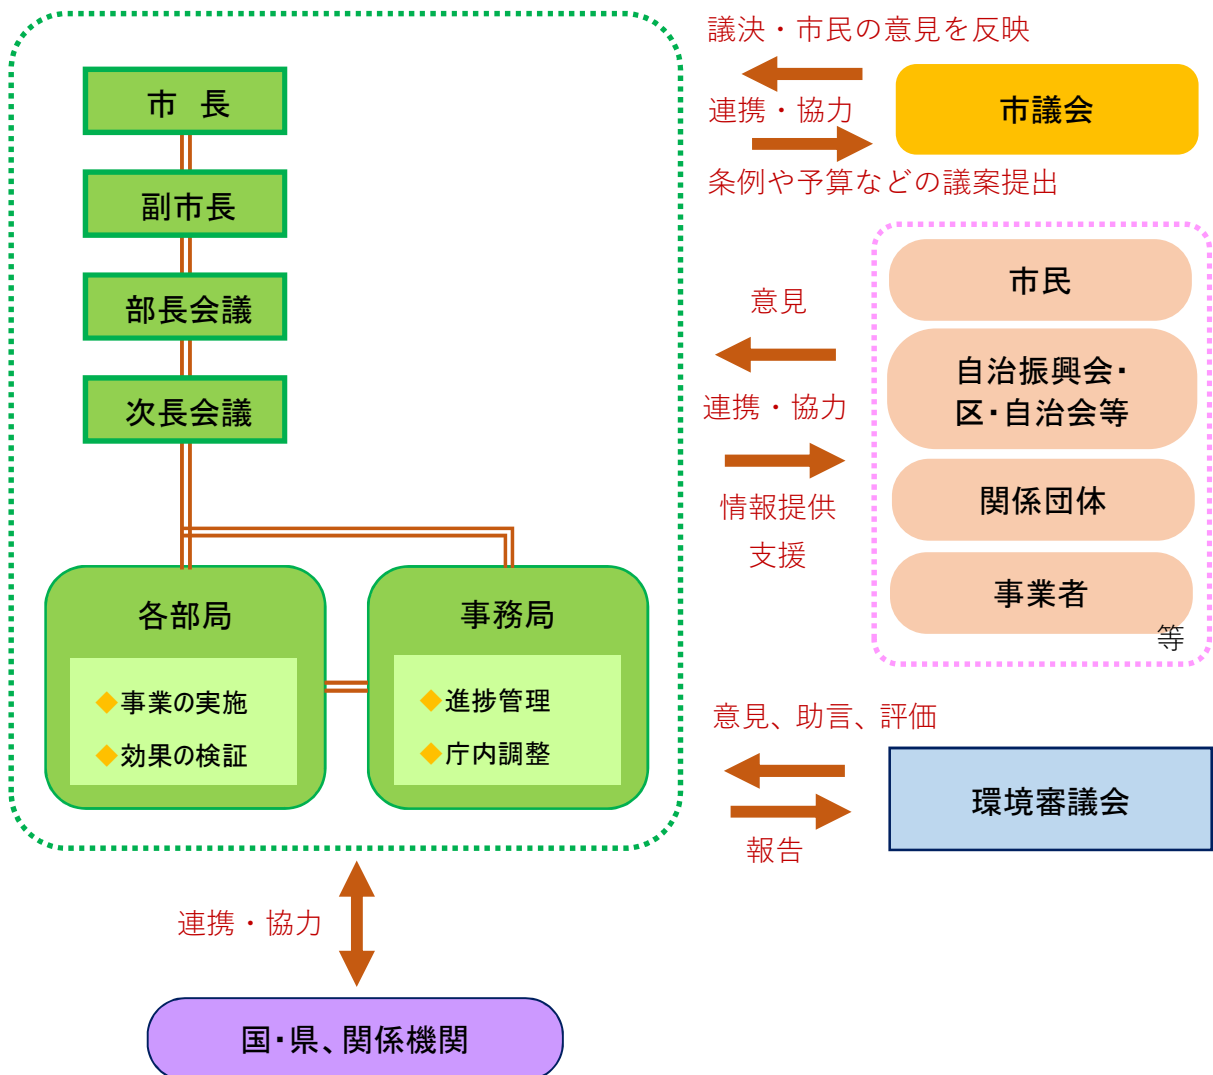 市 長
副市長
部長会議
次長会議
各部局
◆事業の実施
◆効果の検証
事務局
◆進捗管理
◆庁内調整
議決・市民の意見を反映
連携・協力
条例や予算などの議案提出
市議会
意見
連携・協力
情報提供
支援
市民
自治振興会・
区・自治会等
関係団体
事業者
等
意見、助言、評価
報告
環境審議会
連携・協力
国・県、関係機関